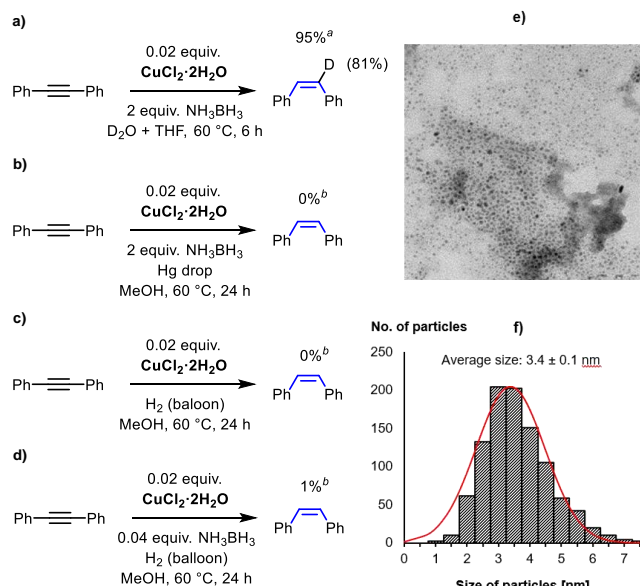 a)
0.02 equiv.
CuCl2·2H2O
Ph
Ph
2 equiv. NH3BH3
D2O + THF, 60 °C, 6 h
95%a
D
(81%)
Ph
Ph
b)
0.02 equiv.
CuCl2·2H2O
Ph
Ph
2 equiv. NH3BH3
Hg drop
MeOH, 60 °C, 24 h
0%b
Ph
Ph
c)
0.02 equiv.
CuCl2·2H2O
Ph
Ph
H2 (baloon)
MeOH, 60 °C, 24 h
0%b
Ph
Ph
d)
0.02 equiv.
CuCl2·2H2O
Ph
Ph
0.04 equiv. NH3BH3
H2 (balloon)
MeOH, 60 °C, 24 h
1%b
Ph
Ph
e)
No. of particles
f)
Average size: 3.4 ± 0.1 nm
250
200
150
100
50
0
0 1 2 3 4 5 6 7
Size of particles [nm]